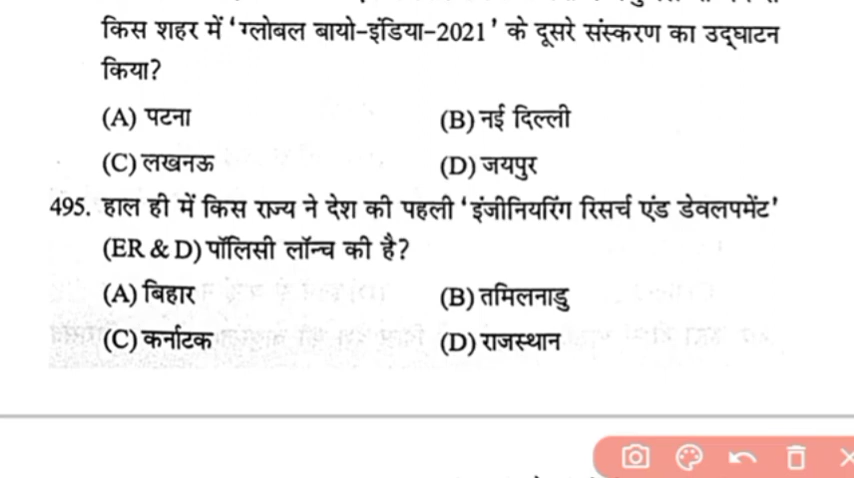 किस शहर में ‘ग्लोबल बायो-इंडिया-2021’ के दूसरे संस्करण का उद्घाटन
किया?
(A) पटना (B) नई दिल्ली
(C) लखनऊ (D) जयपुर
495. हाल ही में किस राज्य ने देश की पहली ‘इंजीनियरिंग रिसर्च एंड डेवलपमेंट’
(ER & D) पॉलिसी लॉन्च की है?
(A) बिहार (B) तमिलनाडु
(C) कर्नाटक (D) राजस्थान